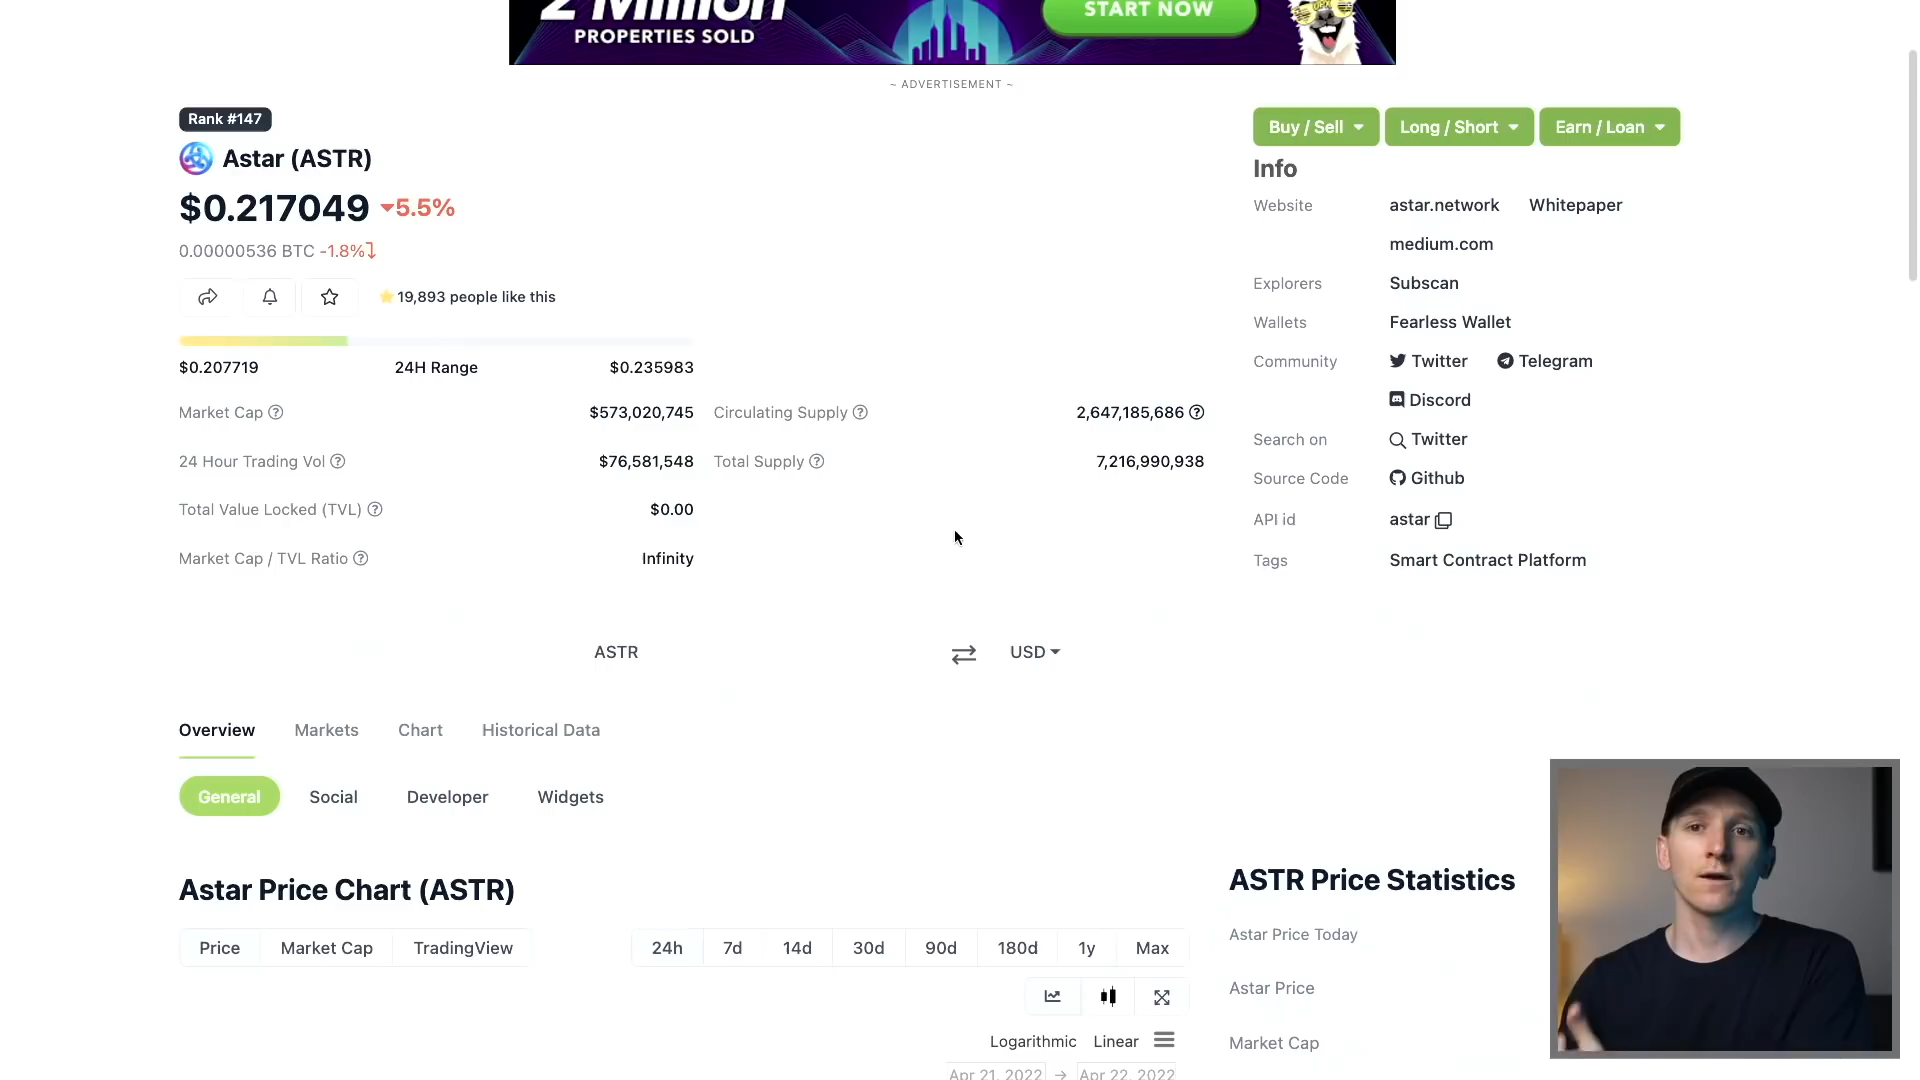 2 Million
PROPERTIES SOLD
START NOW
~ ADVERTISEMENT ~
Rank #147
Astar (ASTR)
$0.217049 5.5%
0.00000536 BTC -1.8%
19,893 people like this
$0.207719 24H Range $0.235983
Market Cap $573,020,745 Circulating Supply 2,647,185,686
24 Hour Trading Vol $76,581,548 Total Supply 7,216,990,938
Total Value Locked (TVL) $0.00
Market Cap / TVL Ratio Infinity
Buy / Sell Long / Short Earn / Loan
Info
Website astar.network Whitepaper
medium.com
Explorers Subscan
Wallets Fearless Wallet
Community Twitter Telegram
Discord
Search on Twitter
Source Code Github
API id astar
Tags Smart Contract Platform
ASTR USD
Overview Markets Chart Historical Data
General Social Developer Widgets
Astar Price Chart (ASTR)
Price Market Cap TradingView 24h 7d 14d 30d 90d 180d 1y Max
Logarithmic Linear
Apr 21, 2022 → Apr 22, 2022
ASTR Price Statistics
Astar Price Today
Astar Price
Market Cap